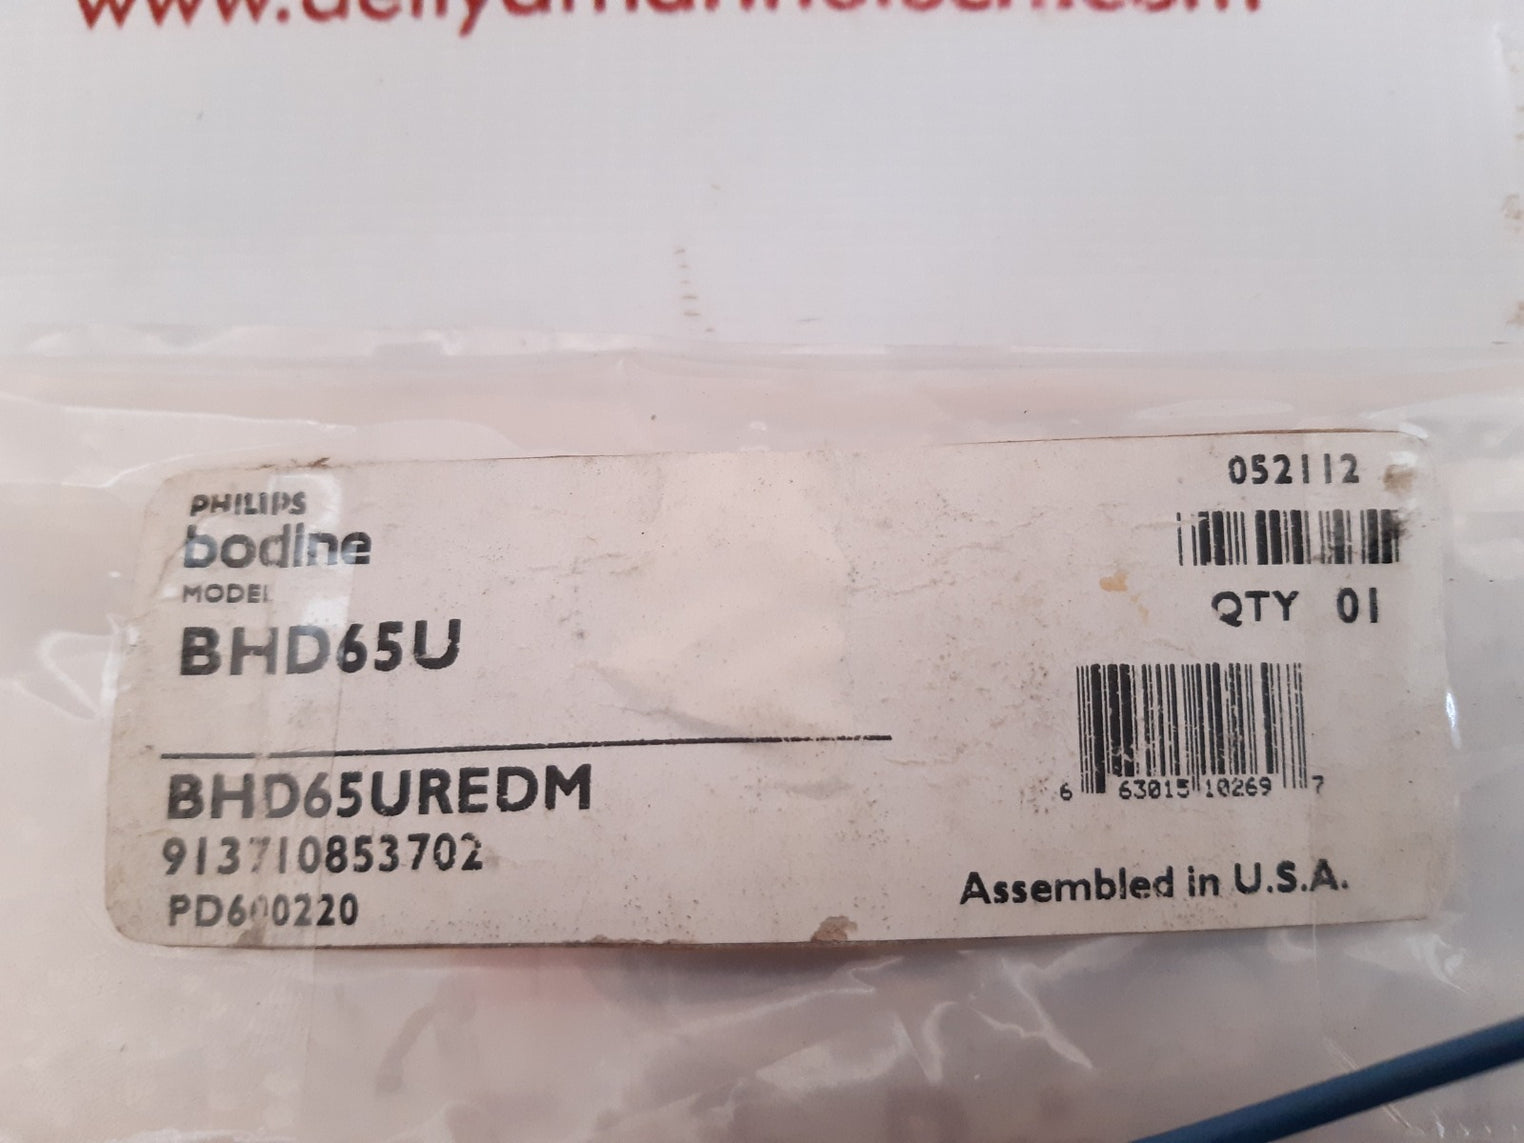 PHILIPS
bodine
MODEL
BHD65U
BHD65UREDM
913710853702
PD600220
052112
QTY 01
6 63015 10269 7
Assembled in U.S.A.